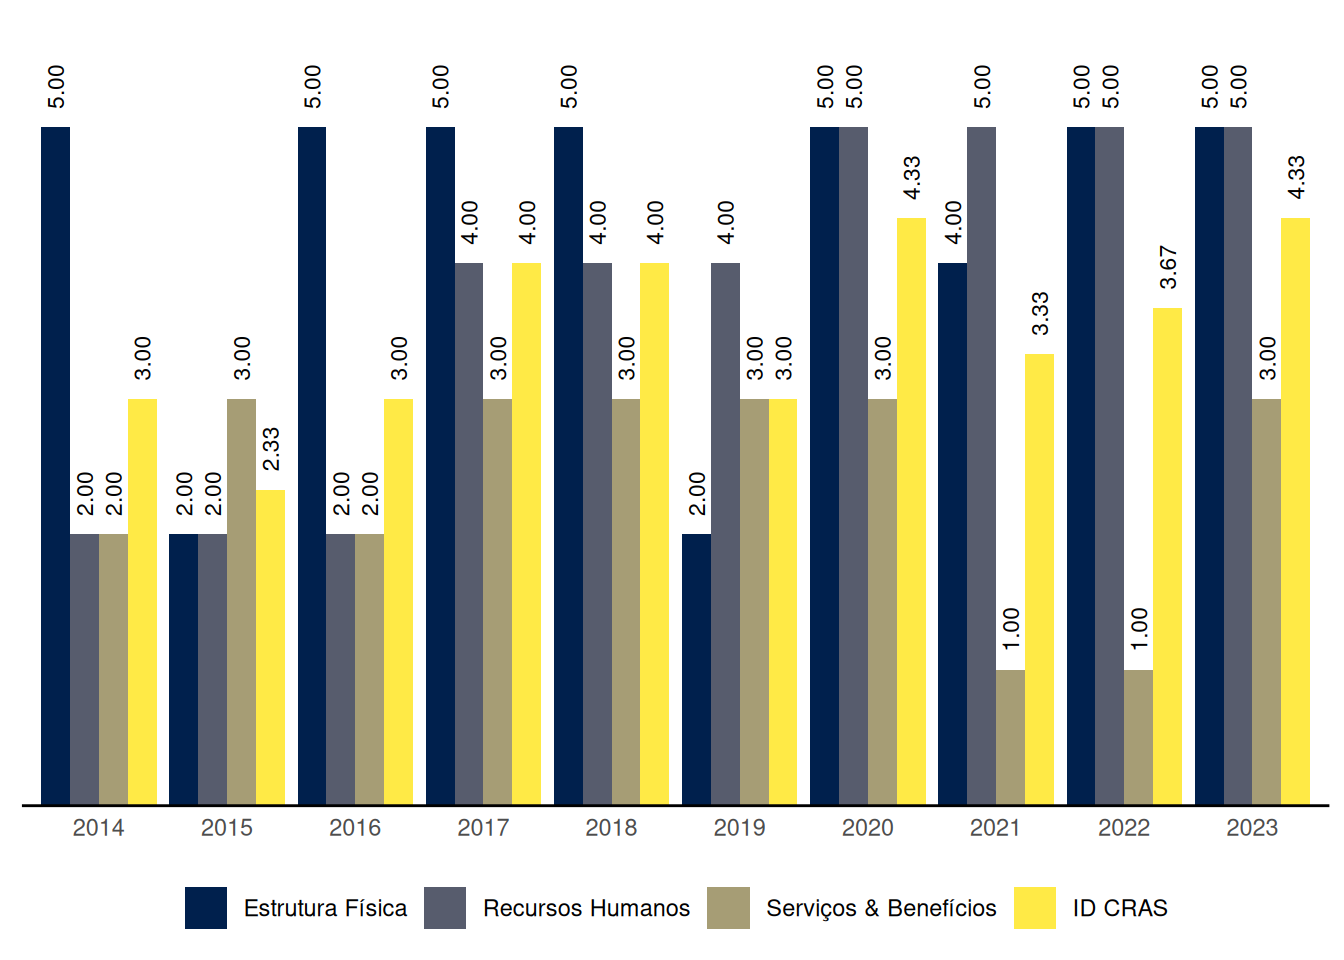 5.00 2.00 2.00 3.00
2.00 2.00 3.00 2.33
5.00 2.00 2.00 3.00
5.00 4.00 3.00 4.00
5.00 4.00 3.00 4.00
2.00 4.00 3.00 3.00
5.00 5.00 3.00 4.33
4.00 5.00 1.00 3.33
5.00 5.00 1.00 3.67
5.00 5.00 3.00 4.33
2014 2015 2016 2017 2018 2019 2020 2021 2022 2023
Estrutura Física Recursos Humanos Serviços & Benefícios ID CRAS